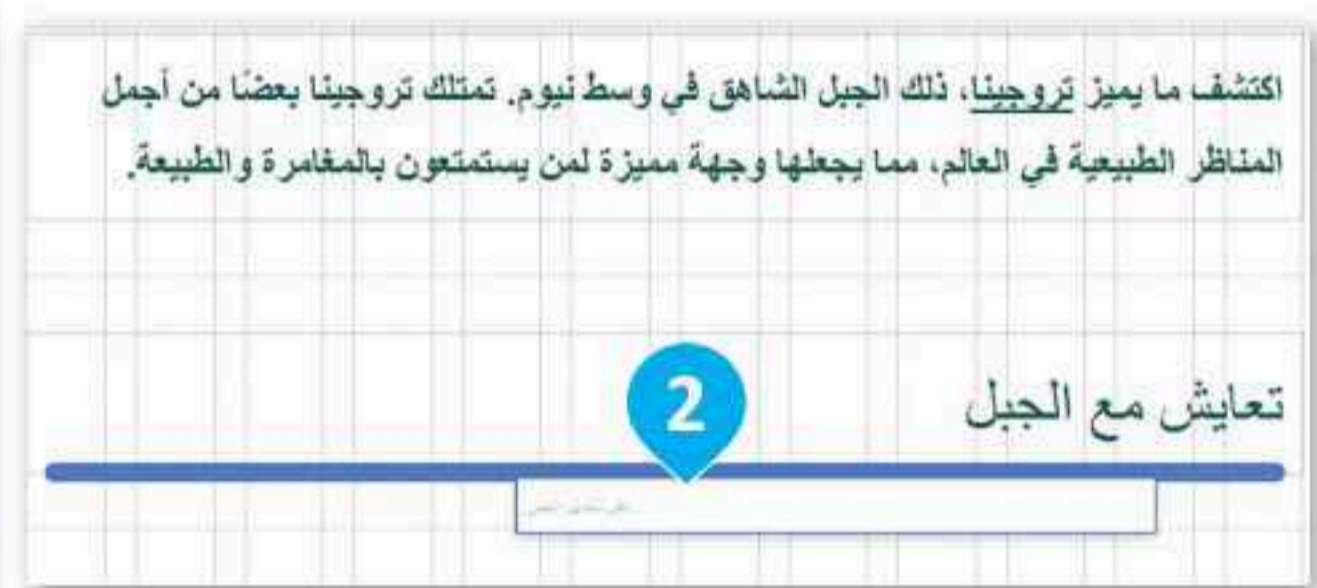 اكتشف ما يميز تروجينا، ذلك الجبل الشاهق في وسط نيوم. تمتلك تروجينا بعضًا من أجمل
المناظر الطبيعية في العالم، مما يجعلها وجهة مميزة لمن يستمتعون بالمغامرة والطبيعة.
2
تعايش مع الجبل